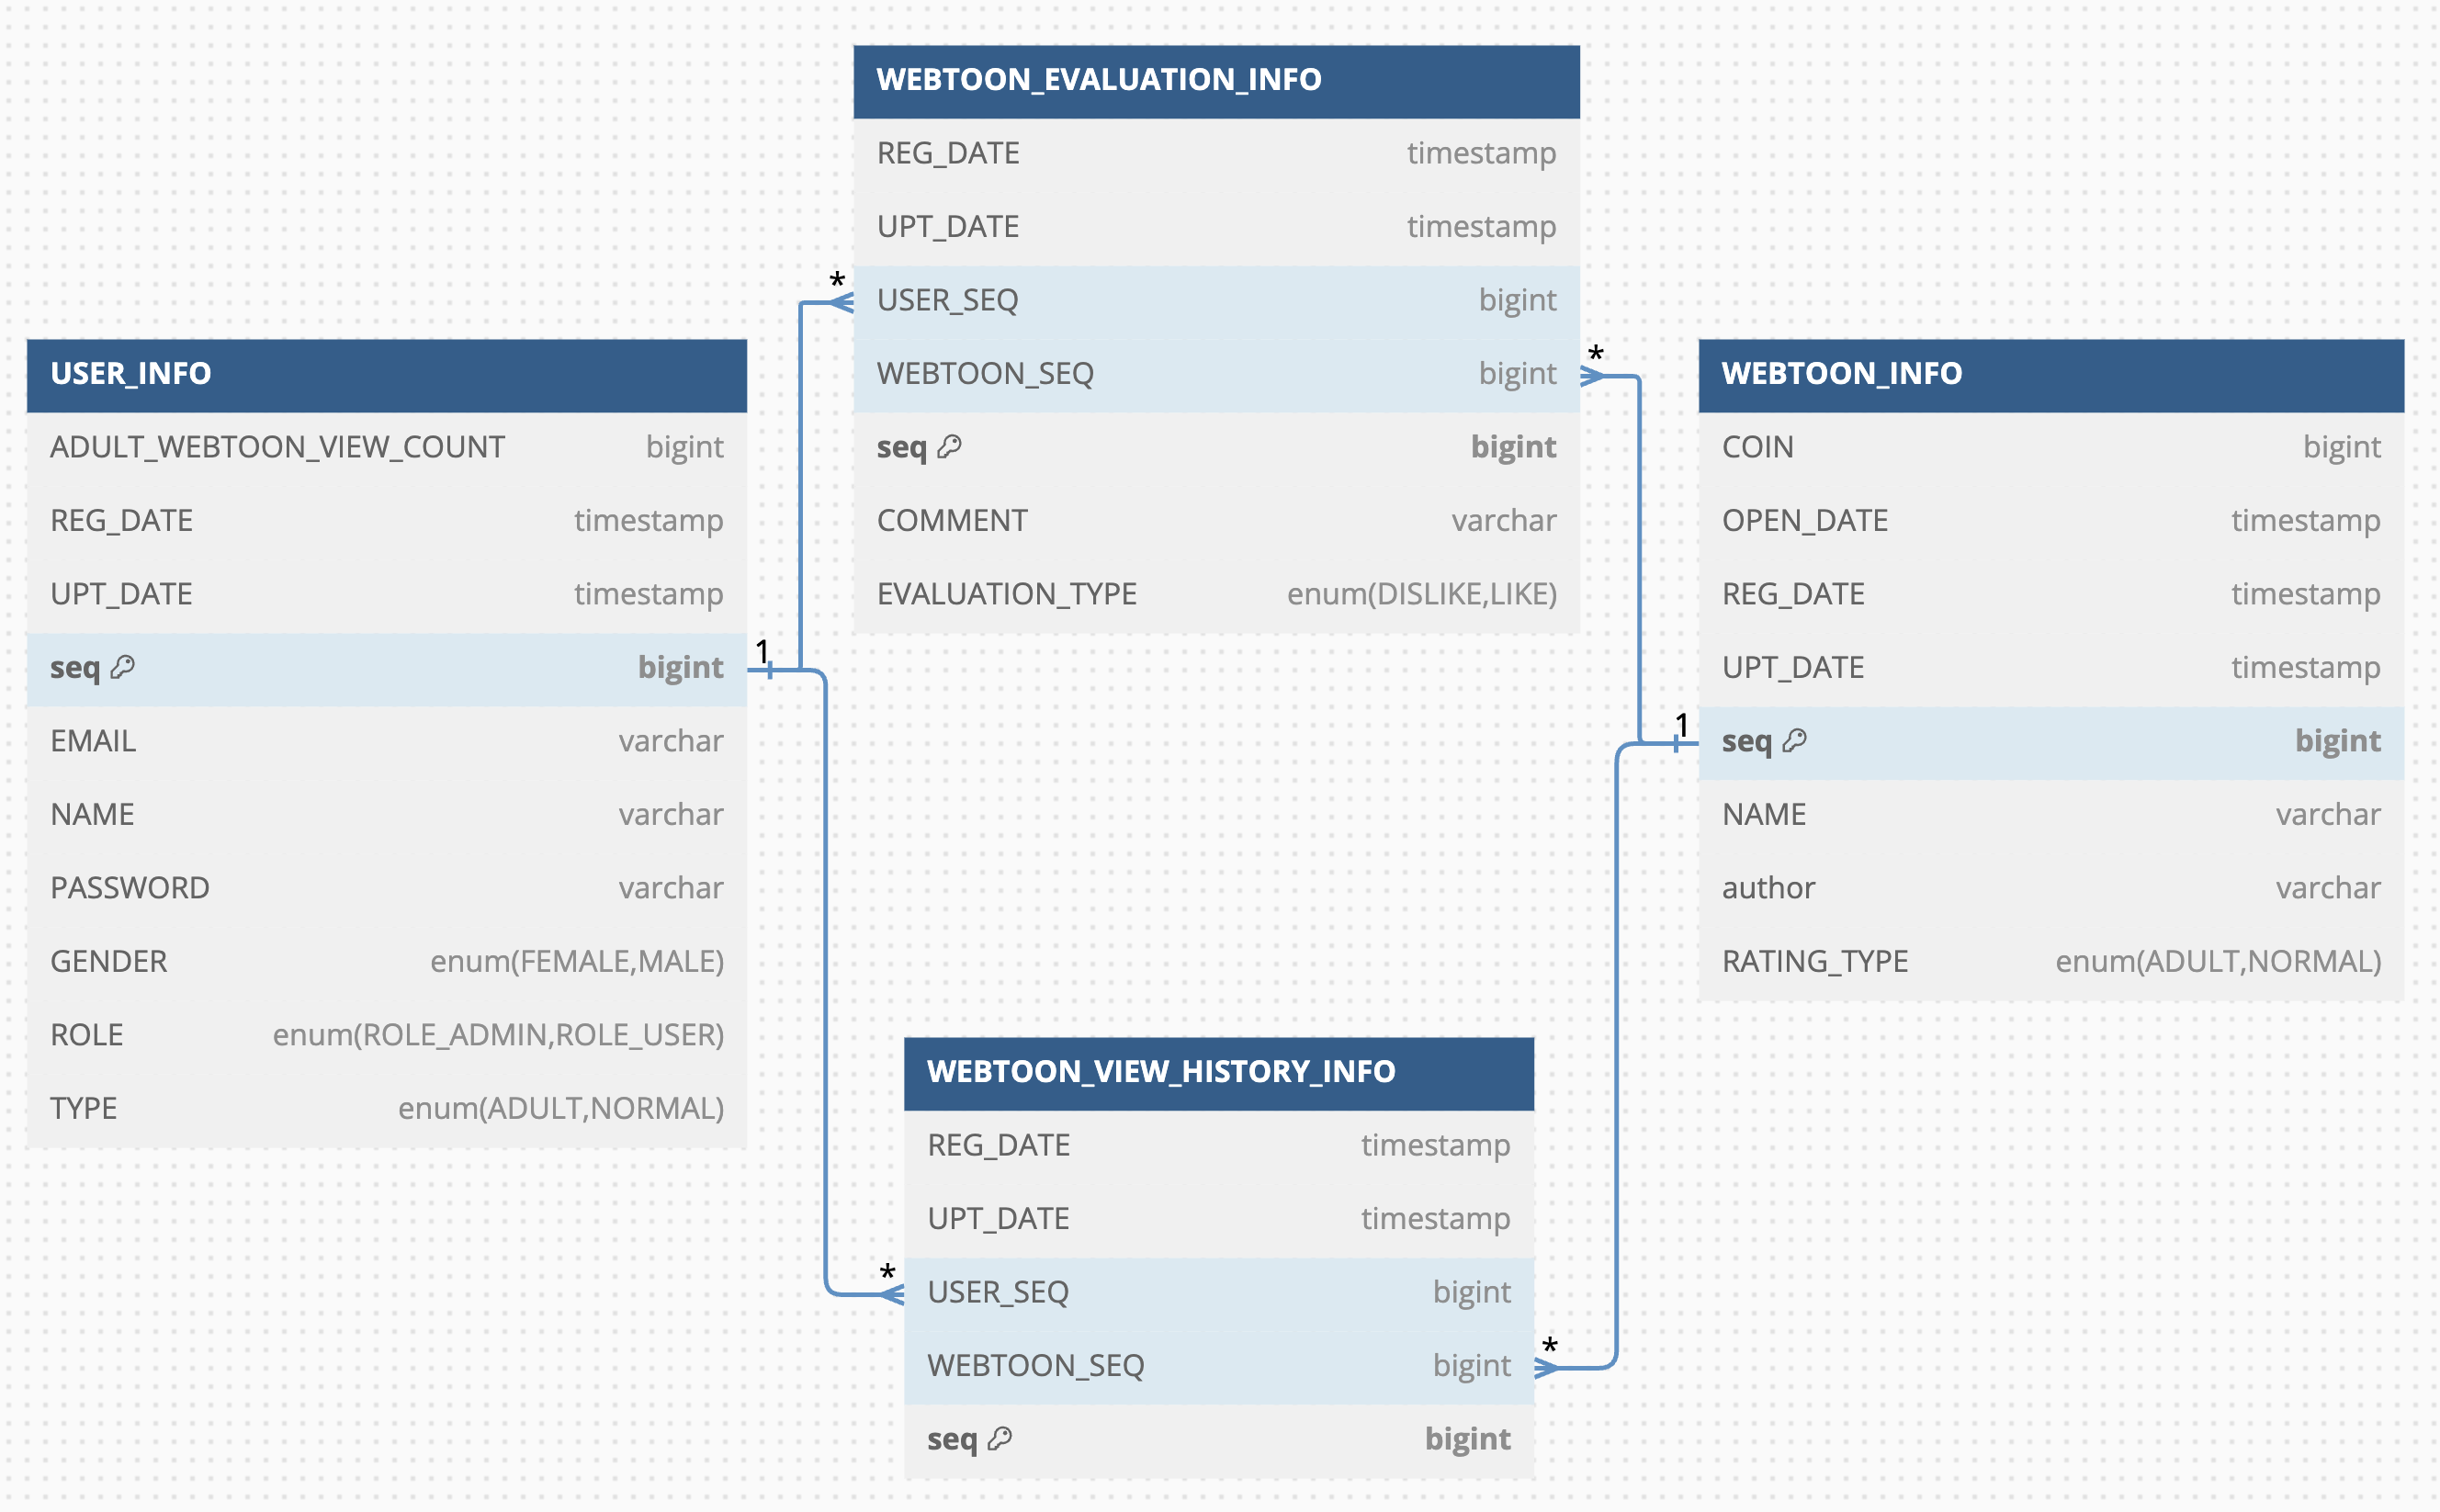 WEBTOON_EVALUATION_INFO
REG_DATE timestamp
UPT_DATE timestamp
* USER_SEQ bigint
WEBTOON_SEQ bigint *
seq bigint
COMMENT varchar
EVALUATION_TYPE enum(DISLIKE,LIKE)
USER_INFO
ADULT_WEBTOON_VIEW_COUNT bigint
REG_DATE timestamp
UPT_DATE timestamp
seq bigint 1
EMAIL varchar
NAME varchar
PASSWORD varchar
GENDER enum(FEMALE,MALE)
ROLE enum(ROLE_ADMIN,ROLE_USER)
TYPE enum(ADULT,NORMAL)
WEBTOON_INFO
COIN bigint
OPEN_DATE timestamp
REG_DATE timestamp
UPT_DATE timestamp
1 seq bigint
NAME varchar
author varchar
RATING_TYPE enum(ADULT,NORMAL)
WEBTOON_VIEW_HISTORY_INFO
REG_DATE timestamp
UPT_DATE timestamp
* USER_SEQ bigint
WEBTOON_SEQ bigint *
seq bigint